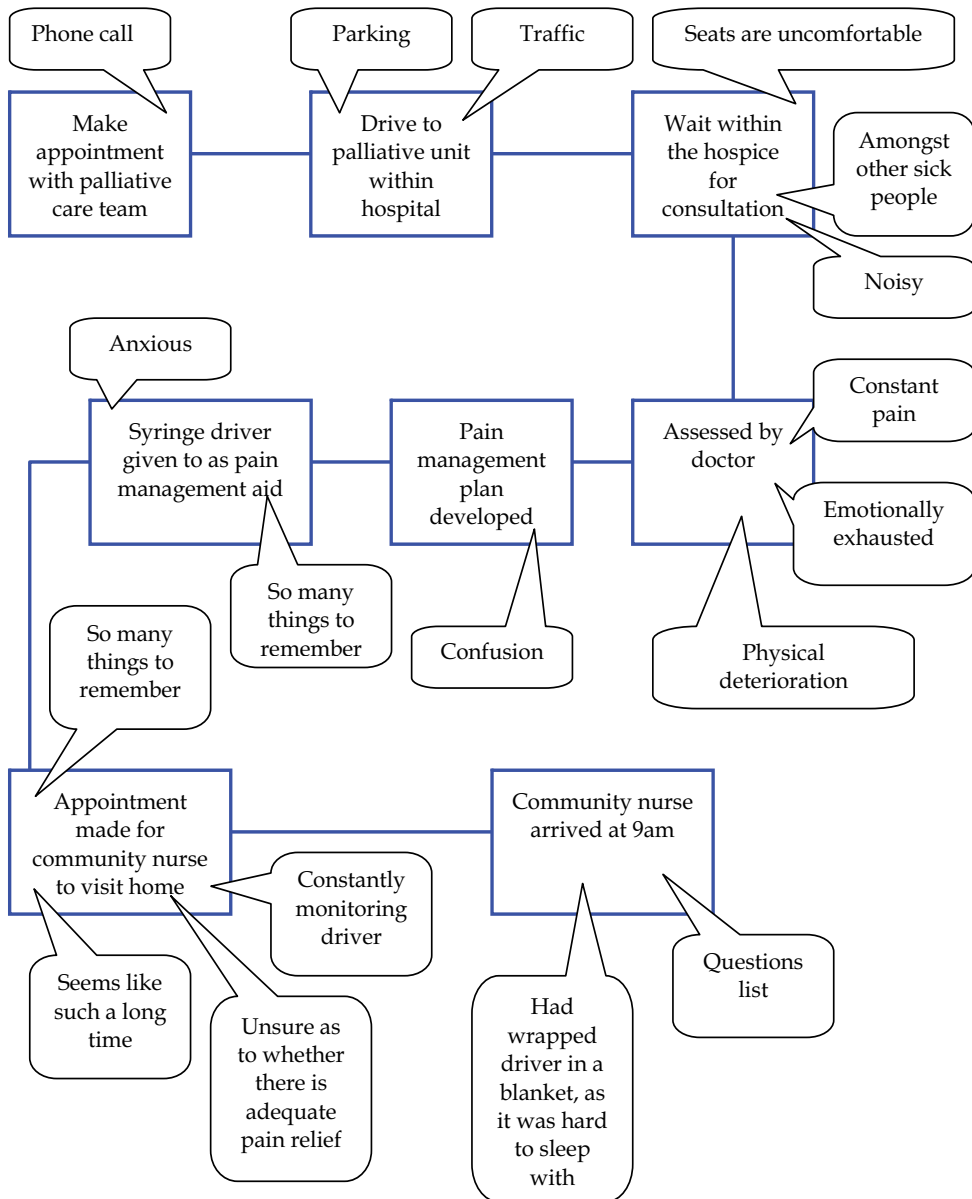 Phone call
Parking
Traffic
Seats are uncomfortable
Make
appointment
with palliative
care team
Drive to
palliative unit
within
hospital
Wait within
the hospice
for
consultation
Amongst
other sick
people
Noisy
Anxious
Syringe driver
given to as pain
management aid
Pain
management
plan
developed
Assessed by
doctor
Constant
pain
Emotionally
exhausted
So many
things to
remember
Confusion
Physical
deterioration
So many
things to
remember
Appointment
made for
community nurse
to visit home
Community nurse
arrived at 9am
Constantly
monitoring
driver
Seems like
such a long
time
Unsure as
to whether
there is
adequate
pain relief
Had
wrapped
driver in a
blanket, as
it was hard
to sleep
with
Questions
list